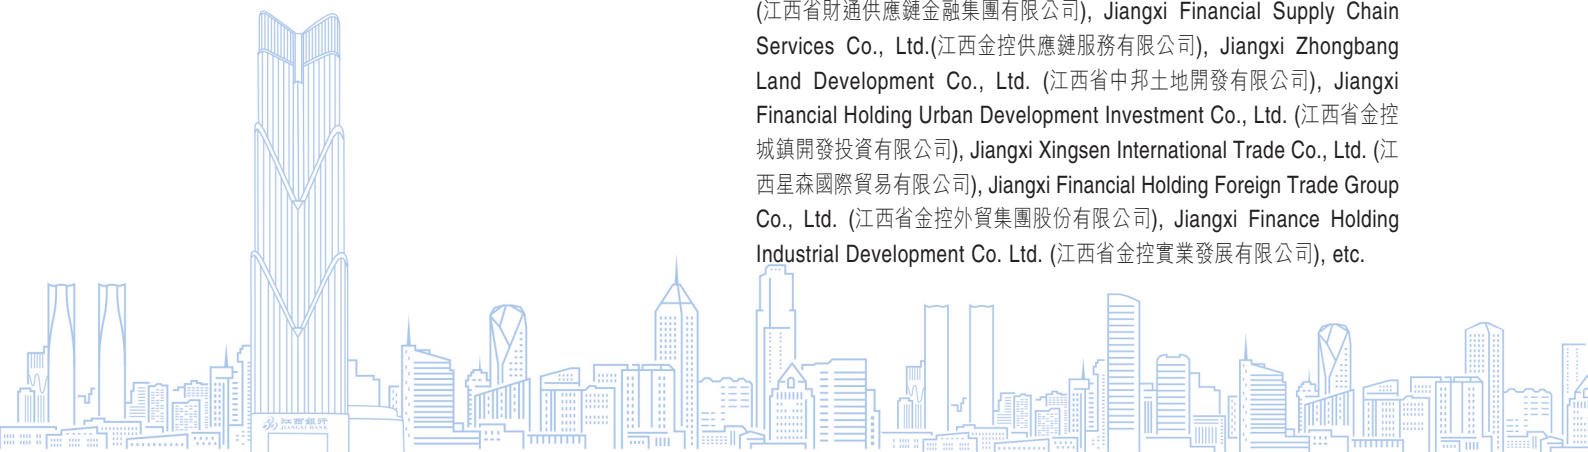 (江西省財通供應鏈金融集團有限公司), Jiangxi Financial Supply Chain
Services Co., Ltd.(江西金控供應鏈服務有限公司), Jiangxi Zhongbang
Land Development Co., Ltd. (江西省中邦土地開發有限公司), Jiangxi
Financial Holding Urban Development Investment Co., Ltd. (江西省金控
城鎮開發投資有限公司), Jiangxi Xingsen International Trade Co., Ltd. (江
西星森國際貿易有限公司), Jiangxi Financial Holding Foreign Trade Group
Co., Ltd. (江西省金控外貿集團股份有限公司), Jiangxi Finance Holding
Industrial Development Co. Ltd. (江西省金控實業發展有限公司), etc.
江西銀行
JIANGXI BANK